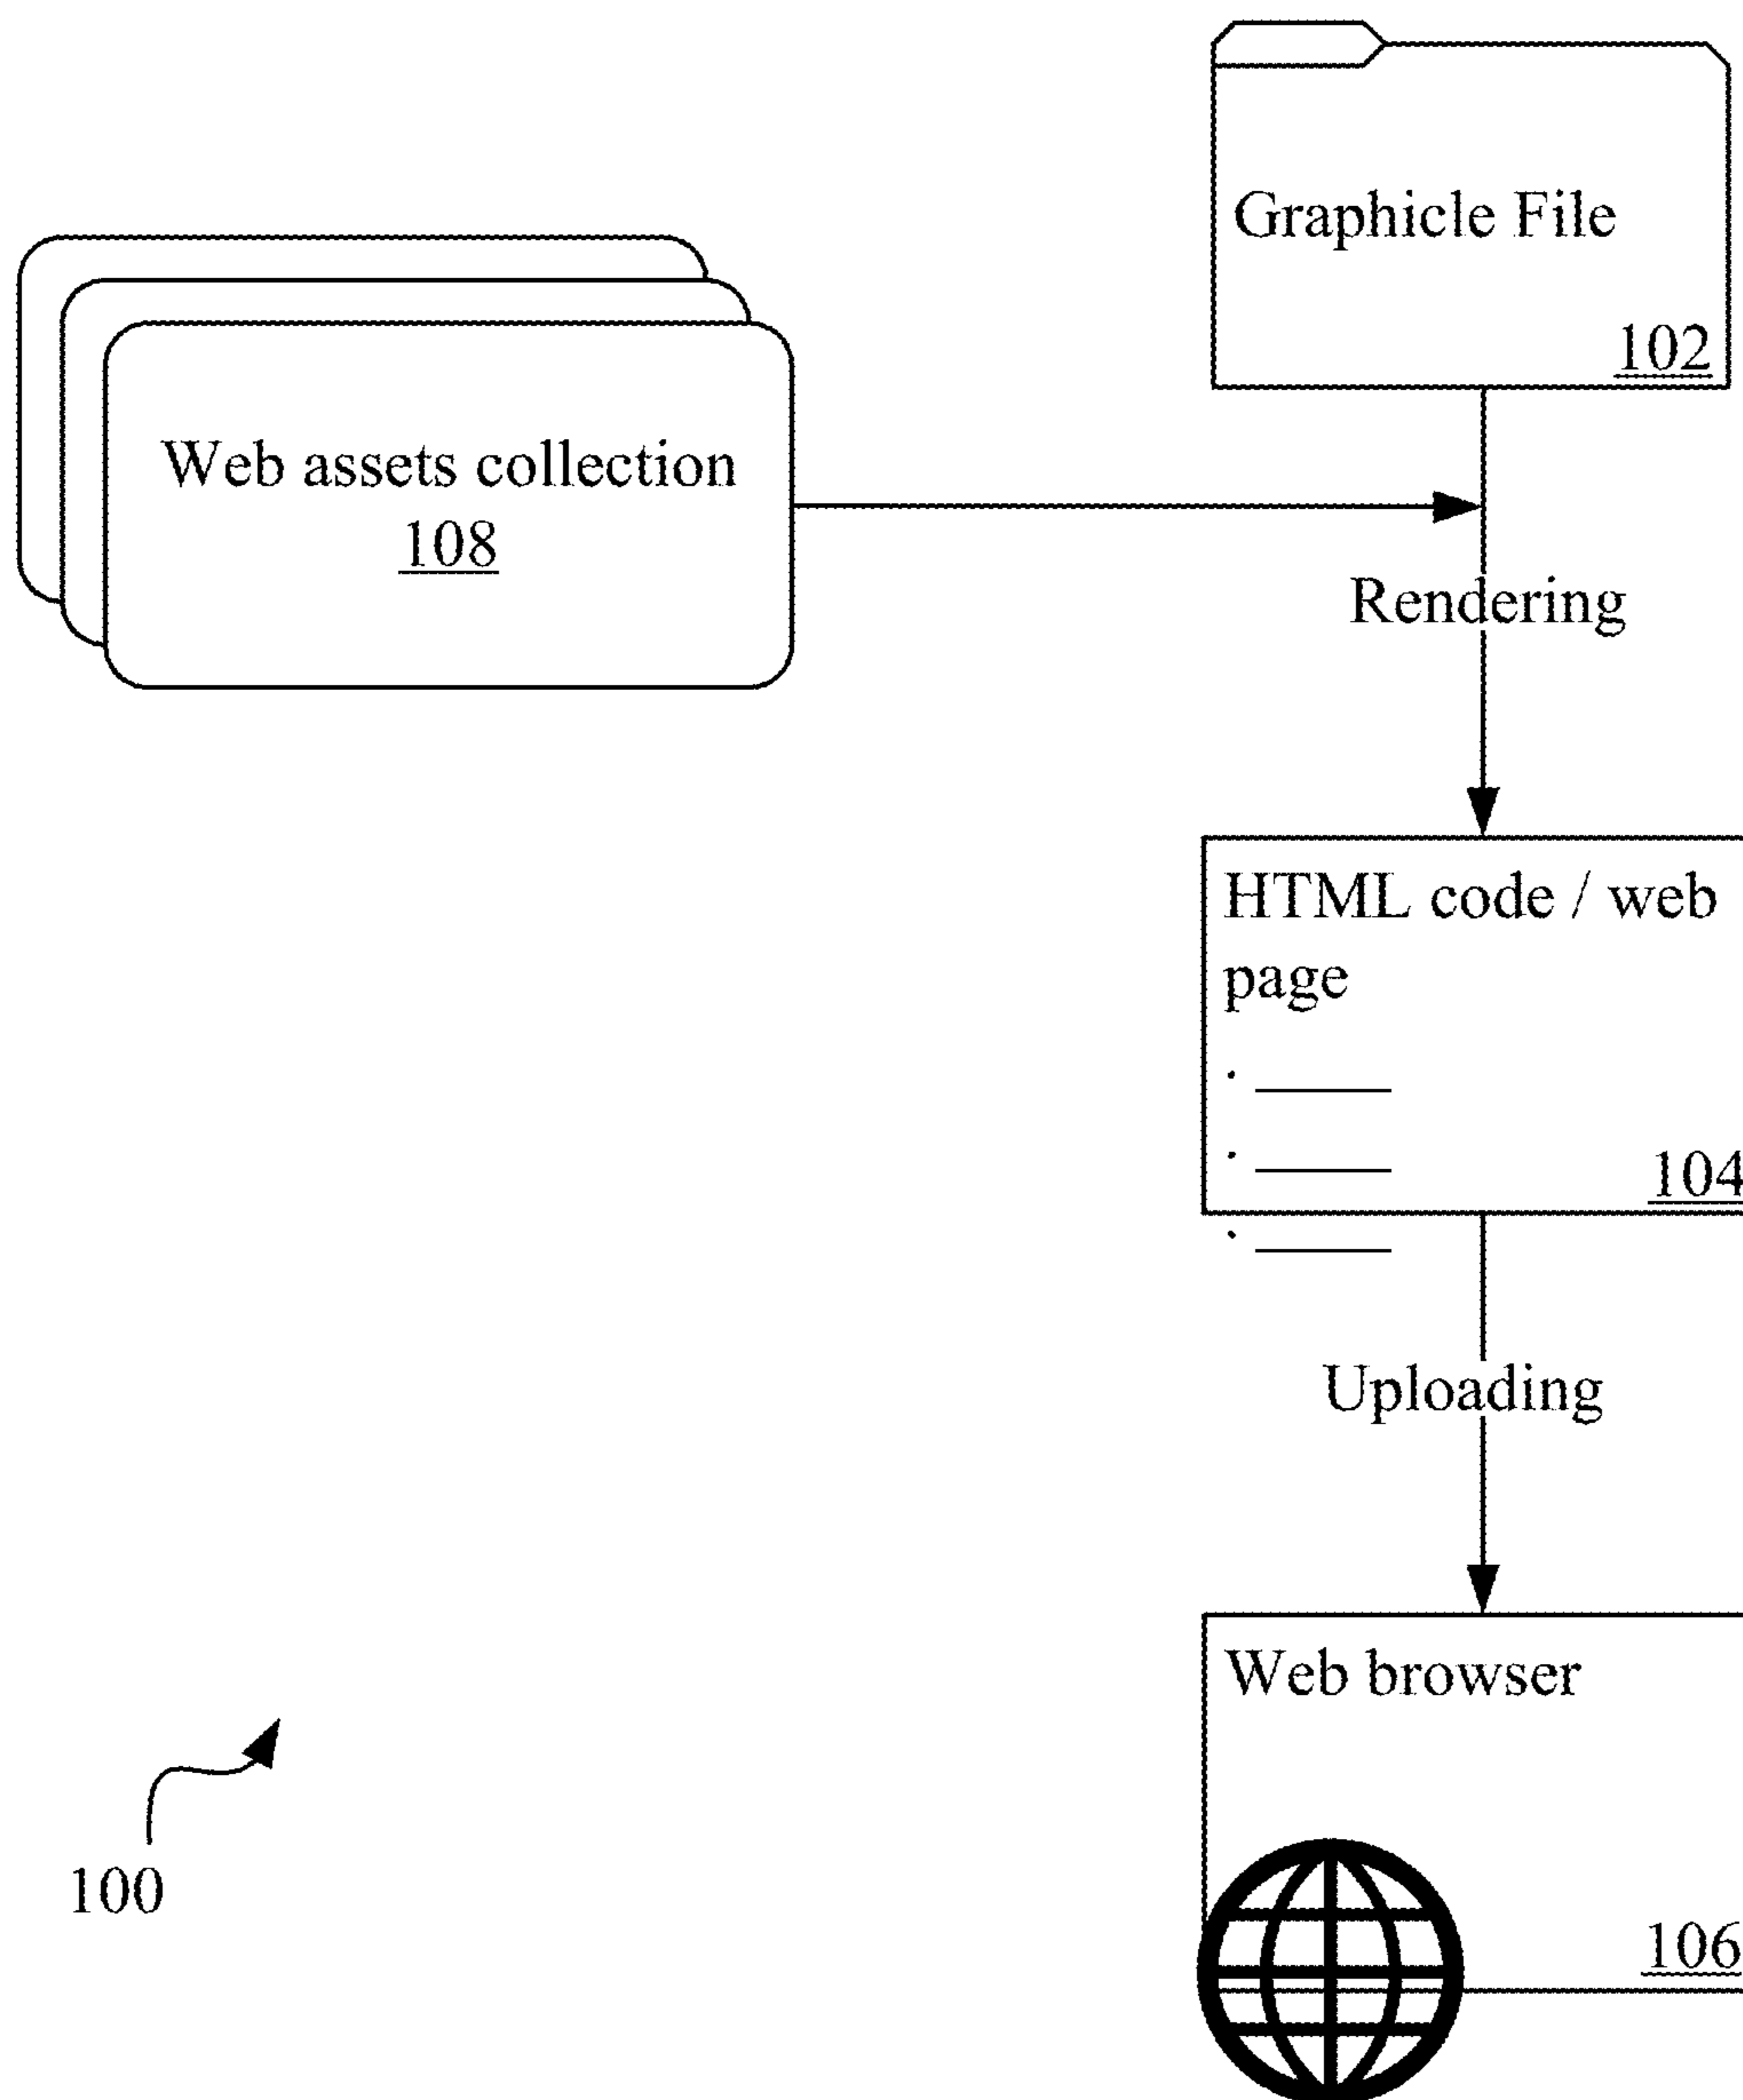 Graphicle File
102
Web assets collection
108
Rendering
HTML code / web
page
104
Uploading
Web browser
106
100